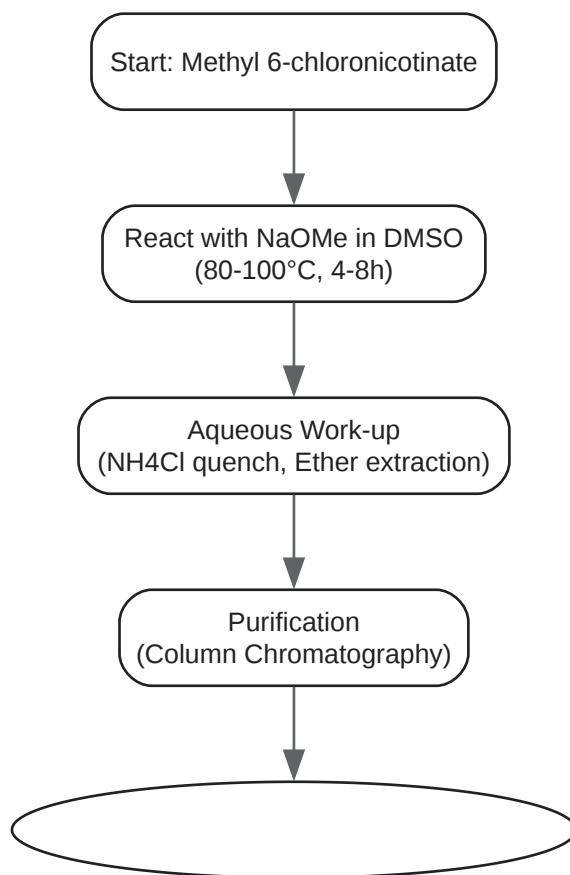 Start: Methyl 6-chloronicotinate
React with NaOMe in DMSO
(80-100°C, 4-8h)
Aqueous Work-up
(NH4Cl quench, Ether extraction)
Purification
(Column Chromatography)